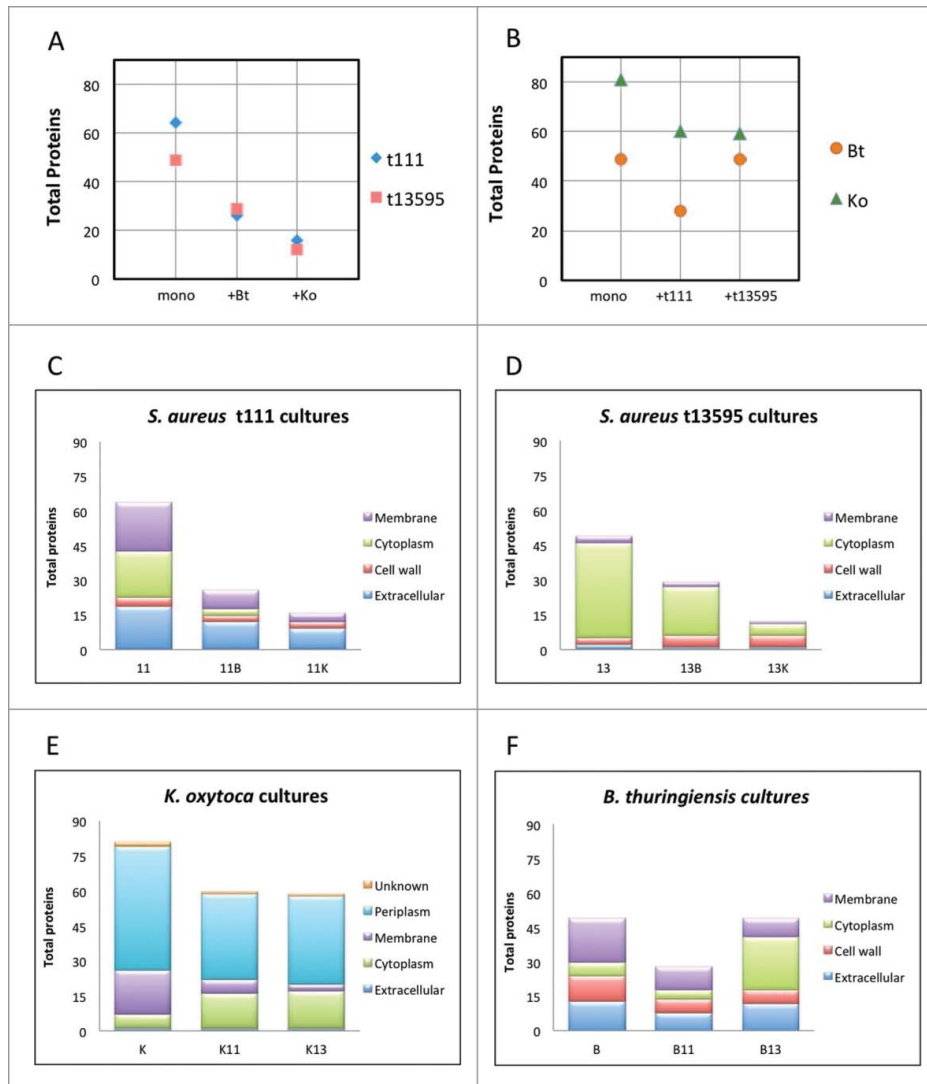 A
Total Proteins
80
60
40
20
0
mono +Bt +Ko
t111
t13595
B
Total Proteins
80
60
40
20
0
mono +t111 +t13595
Bt
Ko
C
S. aureus t111 cultures
Total proteins
90
75
60
45
30
15
0
11 11B 11K
Membrane
Cytoplasm
Cell wall
Extracellular
D
S. aureus t13595 cultures
Total proteins
90
75
60
45
30
15
0
13 13B 13K
Membrane
Cytoplasm
Cell wall
Extracellular
E
K. oxytoca cultures
Total proteins
90
75
60
45
30
15
0
K K11 K13
Unknown
Periplasm
Membrane
Cytoplasm
Extracellular
F
B. thuringiensis cultures
Total proteins
90
75
60
45
30
15
0
B B11 B13
Membrane
Cytoplasm
Cell wall
Extracellular